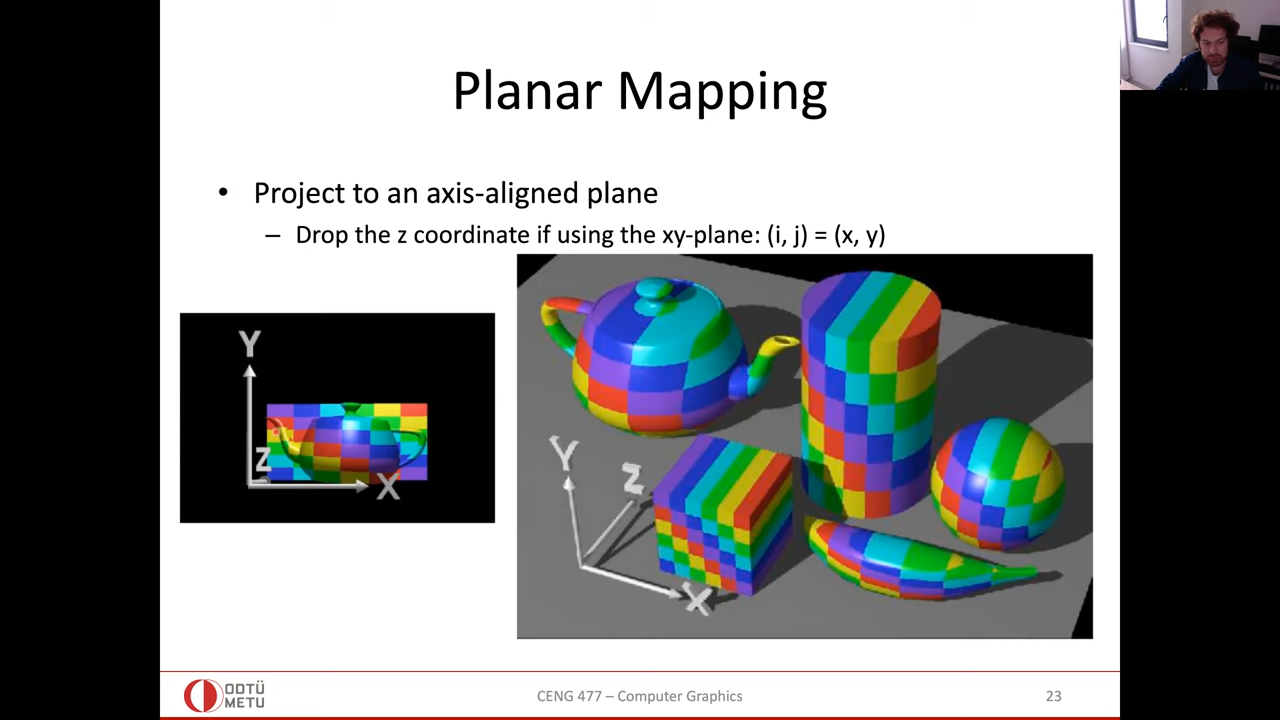 Planar Mapping
• Project to an axis-aligned plane
– Drop the z coordinate if using the xy-plane: (i, j) = (x, y)
Y
Z
X
Y
Z
X
ODTÜ
METU
CENG 477 – Computer Graphics
23